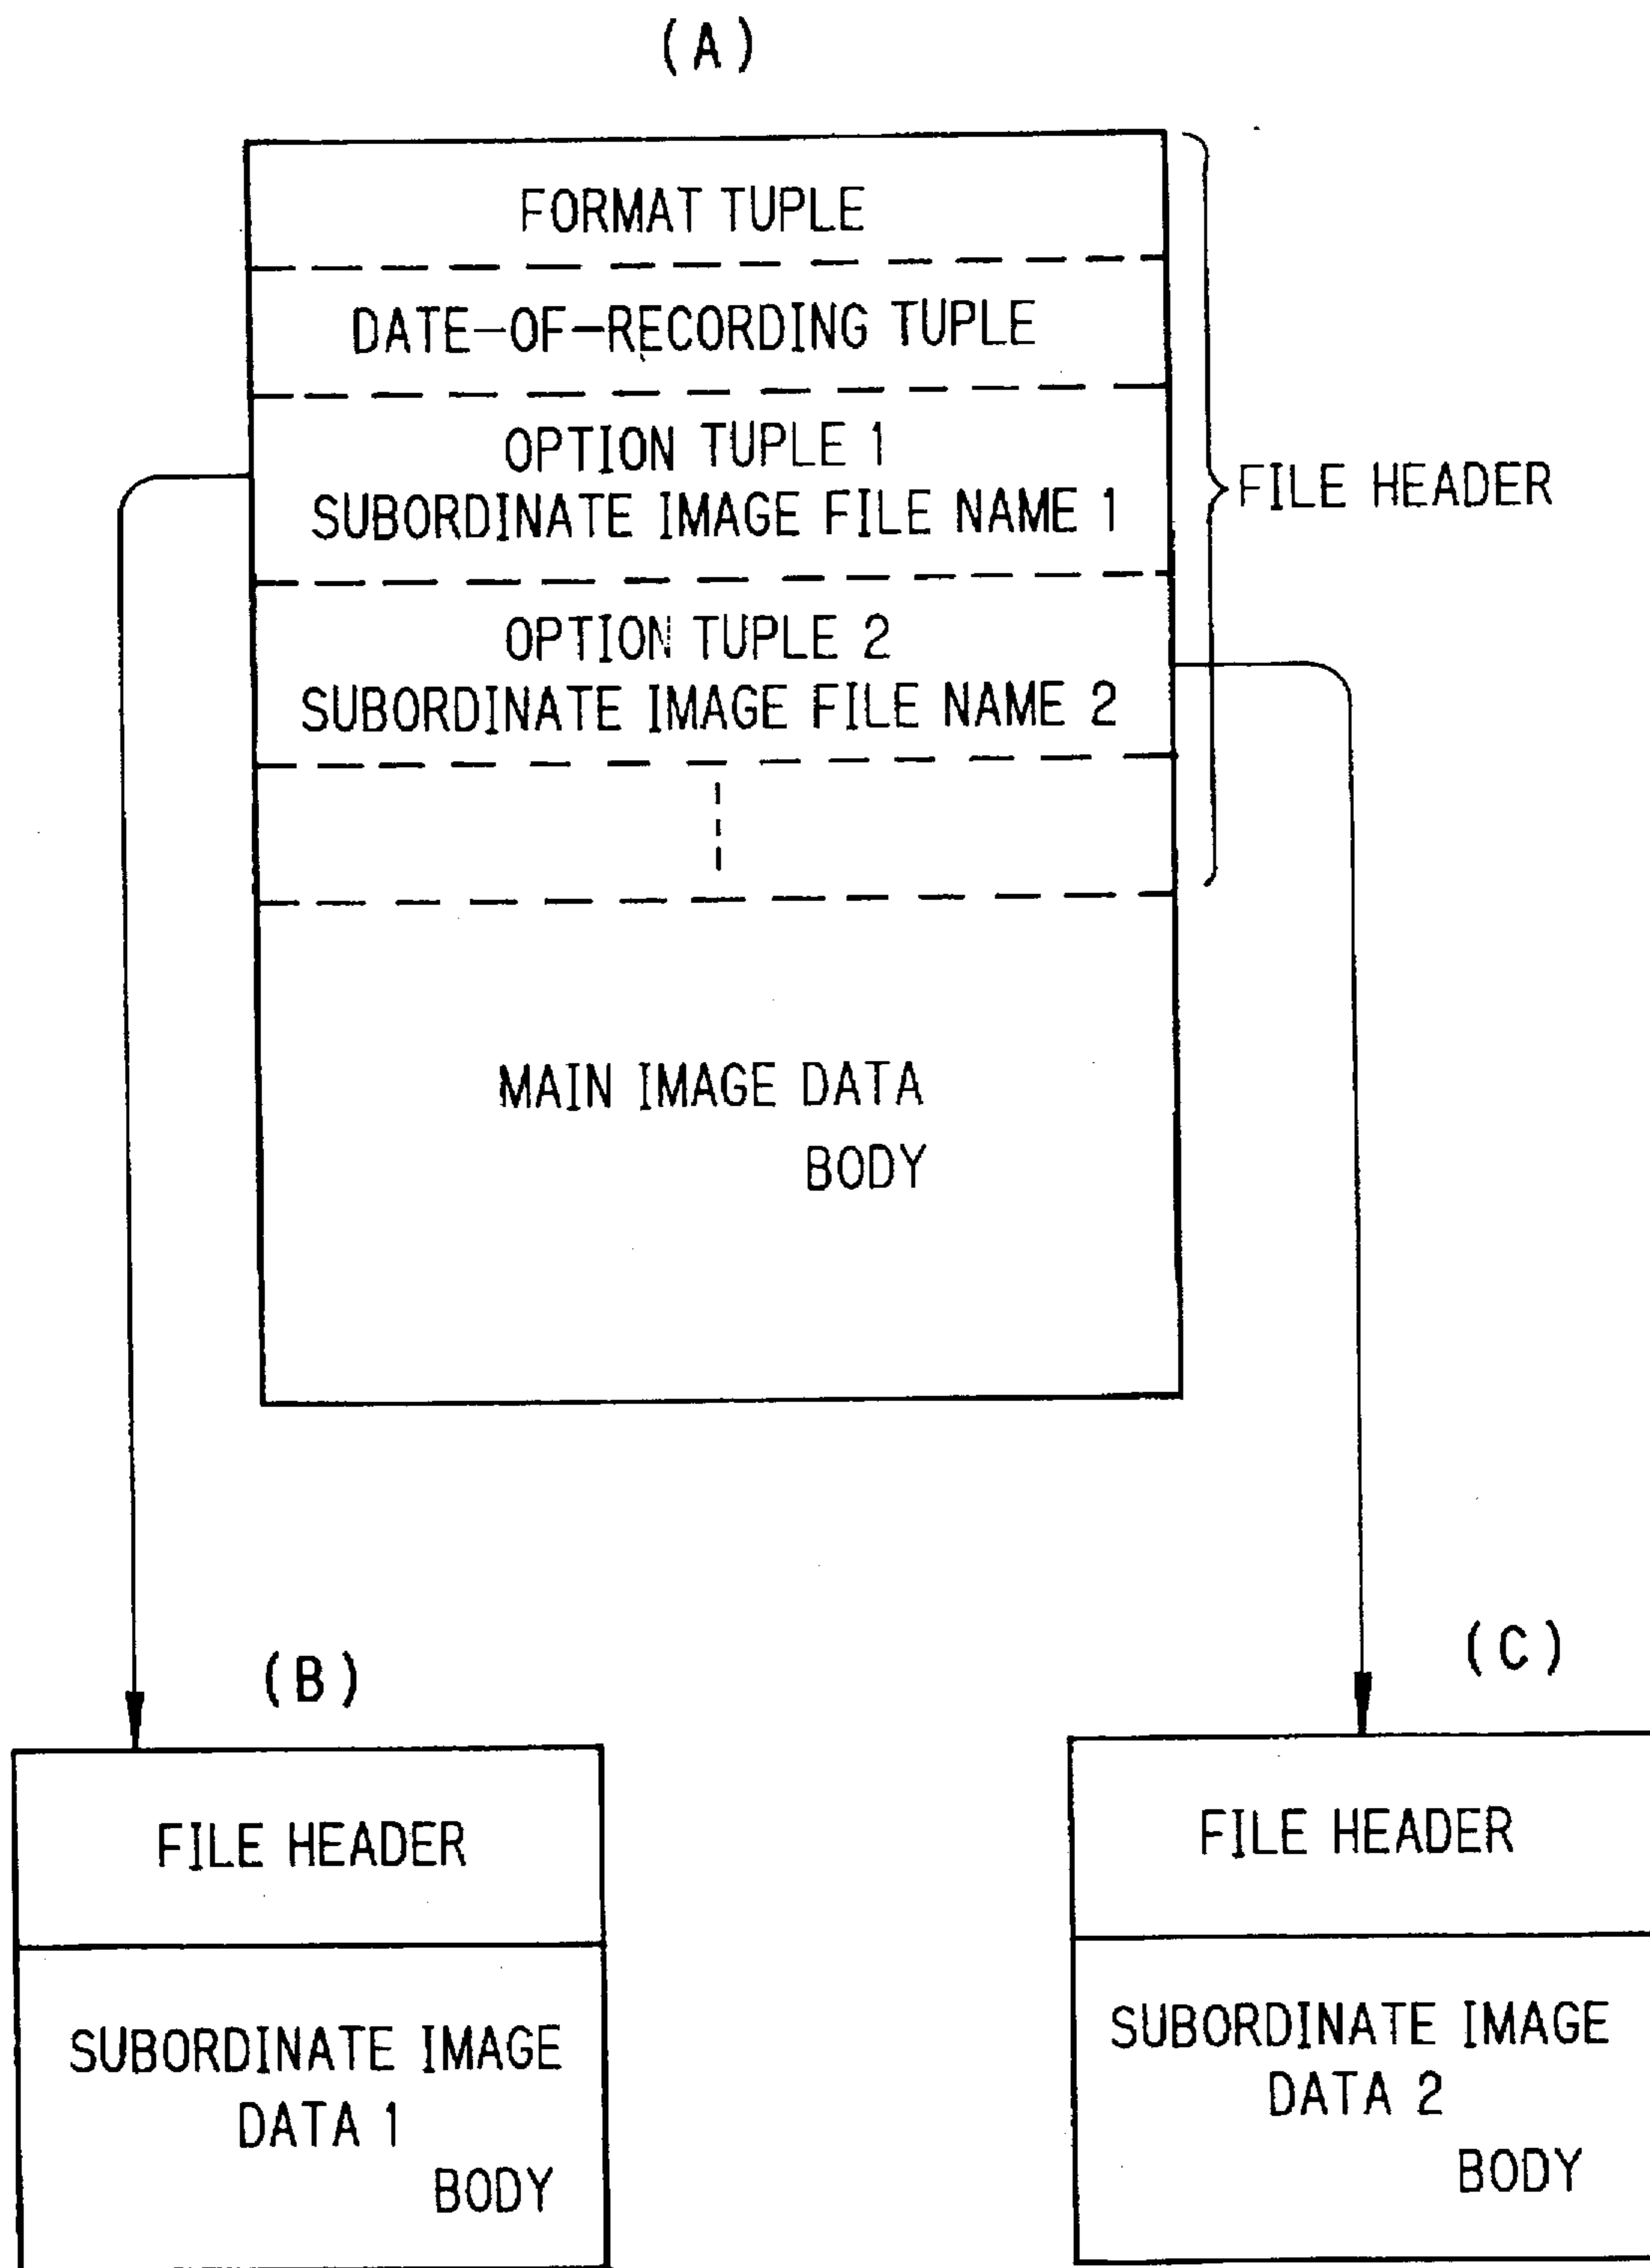 (A)
FORMAT TUPLE
DATE-OF-RECORDING TUPLE
OPTION TUPLE 1
SUBORDINATE IMAGE FILE NAME 1
FILE HEADER
OPTION TUPLE 2
SUBORDINATE IMAGE FILE NAME 2
MAIN IMAGE DATA
BODY
(B)
FILE HEADER
SUBORDINATE IMAGE
DATA 1
BODY
(C)
FILE HEADER
SUBORDINATE IMAGE
DATA 2
BODY